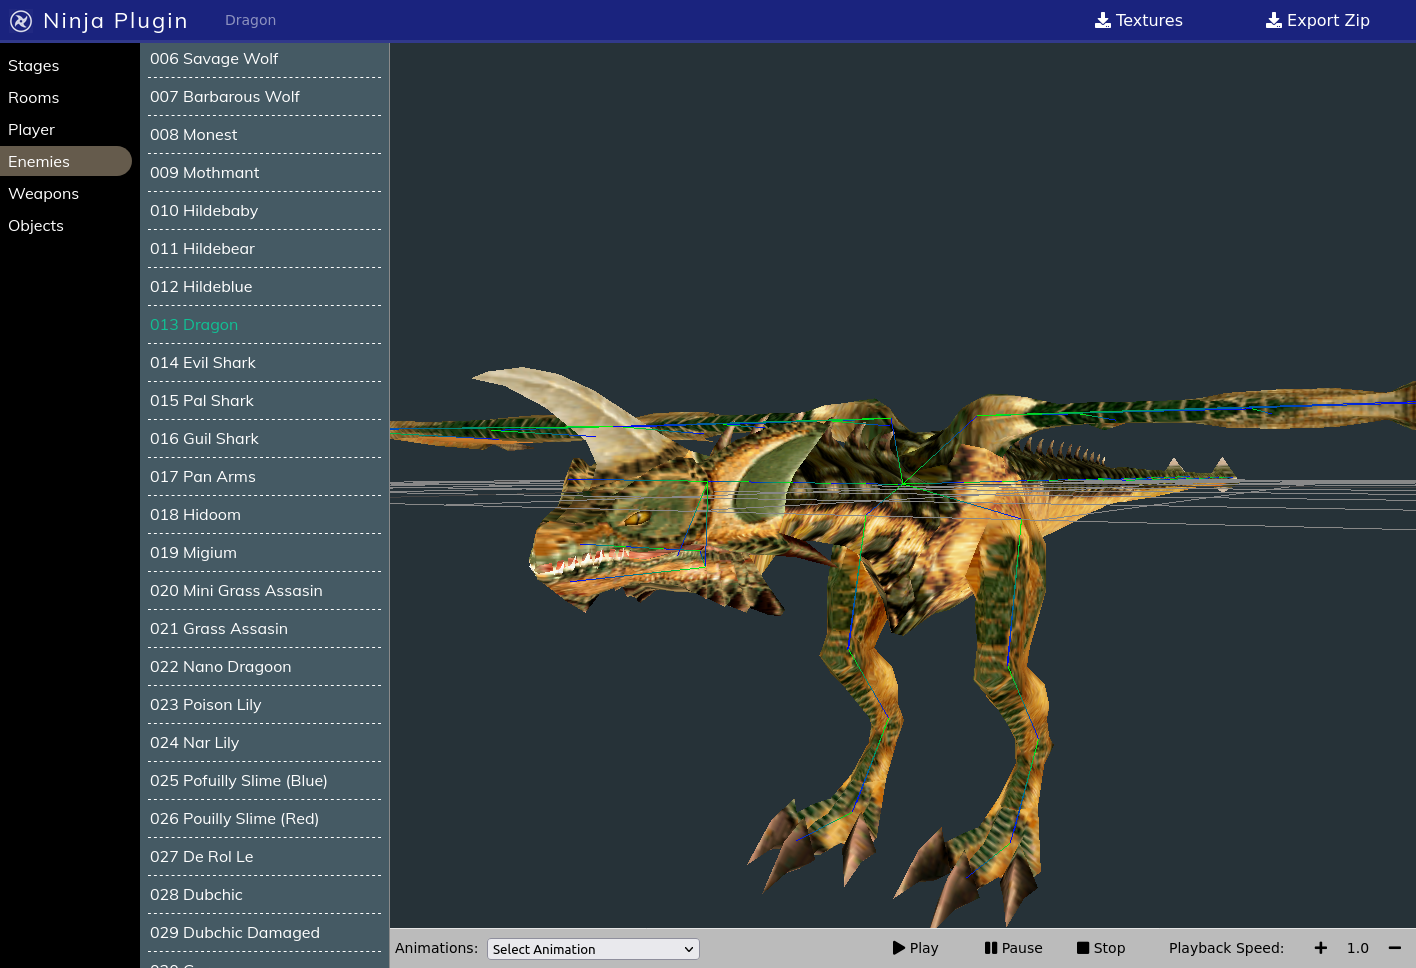 Ninja Plugin
Dragon
Textures
Export Zip
Stages
Rooms
Player
Enemies
Weapons
Objects
006 Savage Wolf
007 Barbarous Wolf
008 Monest
009 Mothmant
010 Hildebaby
011 Hildebear
012 Hildeblue
013 Dragon
014 Evil Shark
015 Pal Shark
016 Guil Shark
017 Pan Arms
018 Hidoom
019 Migium
020 Mini Grass Assasin
021 Grass Assasin
022 Nano Dragoon
023 Poison Lily
024 Nar Lily
025 Pofuilly Slime (Blue)
026 Pouilly Slime (Red)
027 De Rol Le
028 Dubchic
029 Dubchic Damaged
Animations:
Select Animation
Play
Pause
Stop
Playback Speed:
1.0